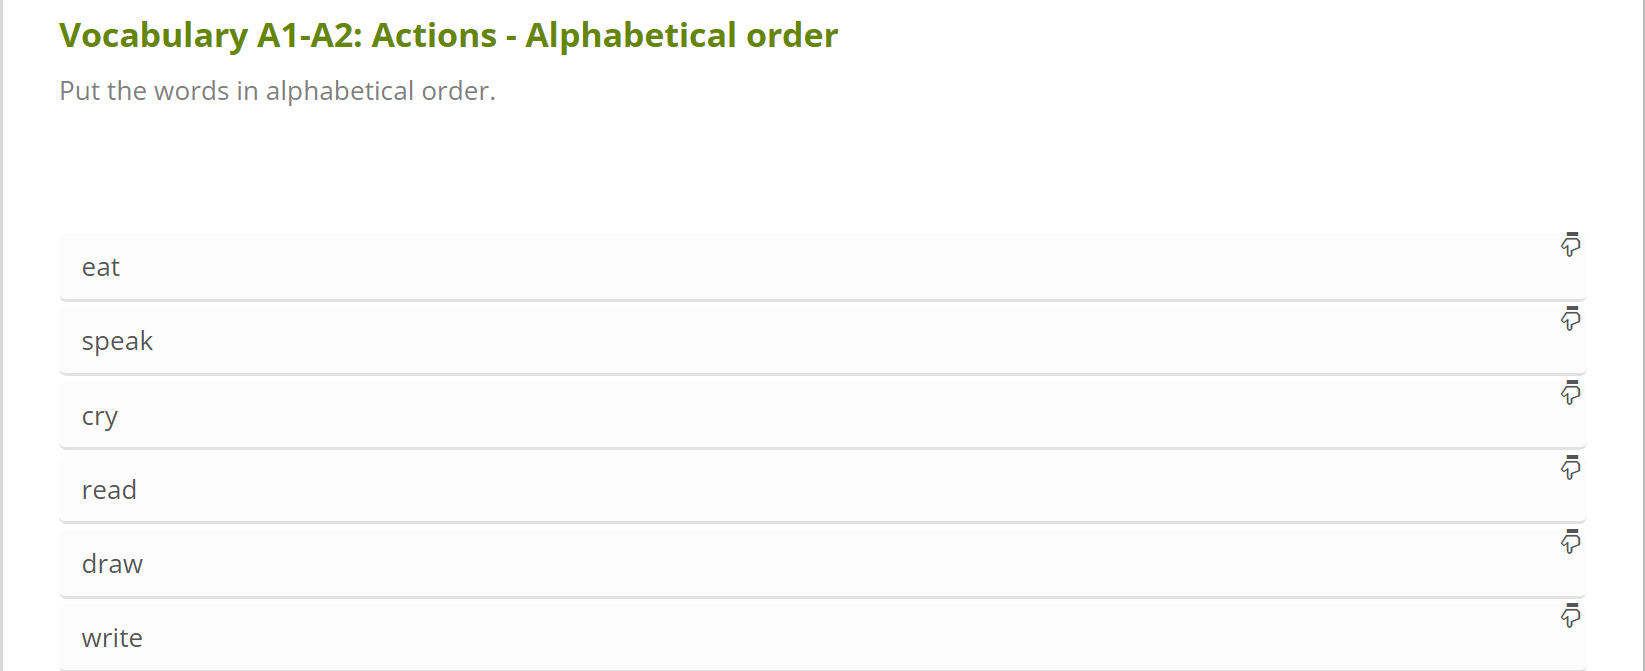 Vocabulary A1-A2: Actions - Alphabetical order
Put the words in alphabetical order.
eat
speak
cry
read
draw
write